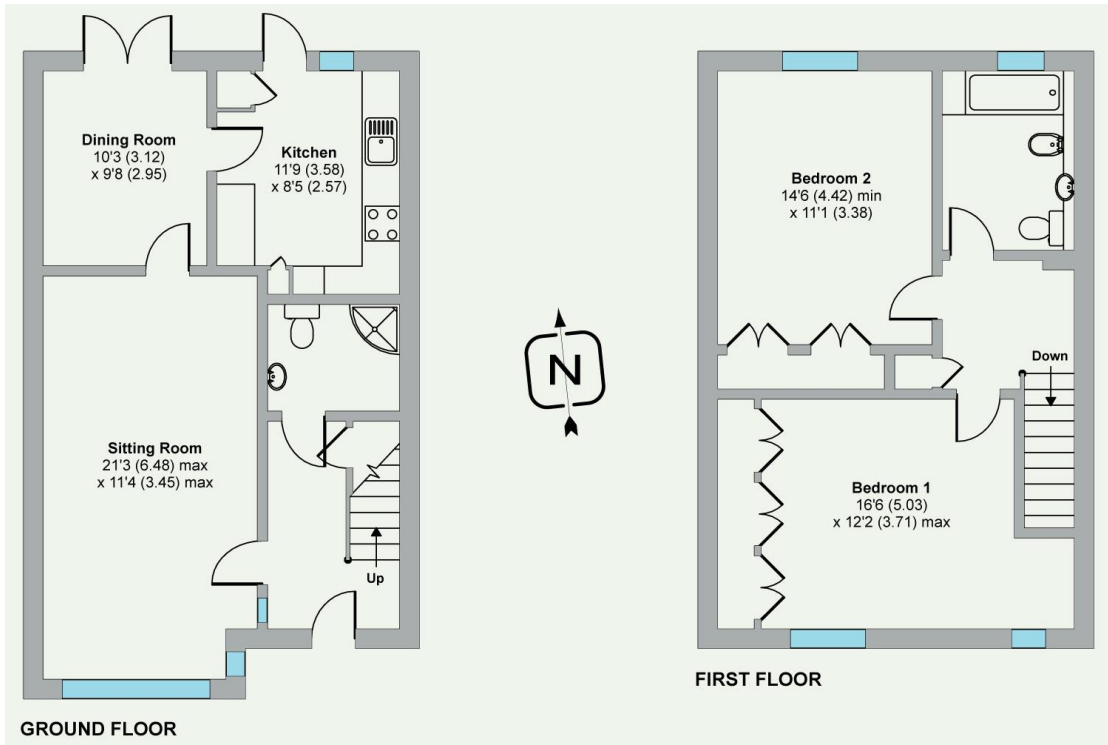 Dining Room
10'3 (3.12)
x 9'8 (2.95)
Kitchen
11'9 (3.58)
x 8'5 (2.57)
Sitting Room
21'3 (6.48) max
x 11'4 (3.45) max
Up
GROUND FLOOR
N
Bedroom 2
14'6 (4.42) min
x 11'1 (3.38)
Down
Bedroom 1
16'6 (5.03)
x 12'2 (3.71) max
FIRST FLOOR